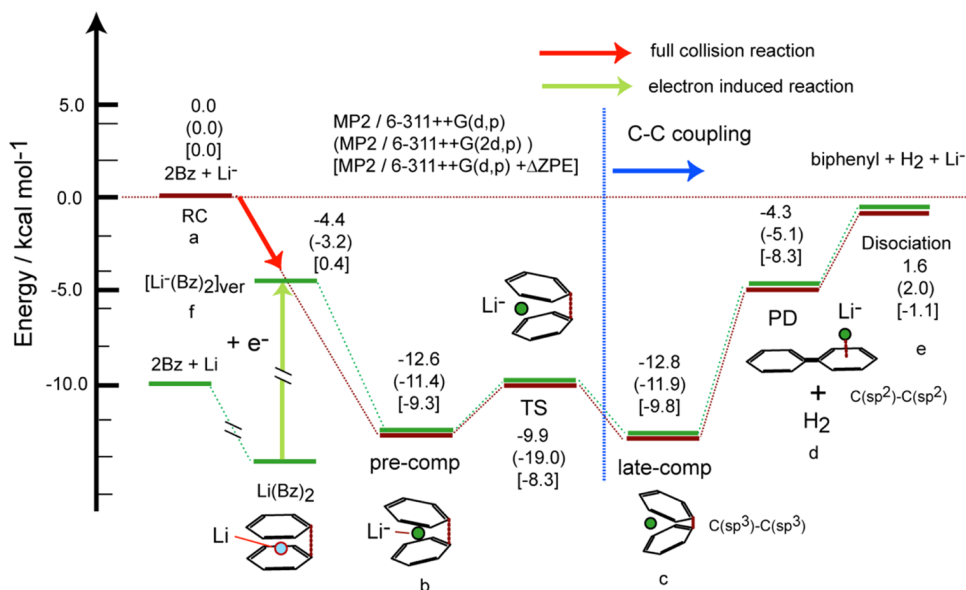 full collision reaction
electron induced reaction
Energy / kcal mol-1
5.0
0.0
-5.0
-10.0
0.0
(0.0)
[0.0]
2Bz + Li-
RC
a
MP2 / 6-311++G(d,p)
(MP2 / 6-311++G(2d,p) )
[MP2 / 6-311++G(d,p) +ΔZPE]
C-C coupling
biphenyl + H2 + Li-
-4.4
(-3.2)
[0.4]
[Li-(Bz)2]ver
f
+ e-
2Bz + Li
Li(Bz)2
Li
-12.6
(-11.4)
[-9.3]
pre-comp
Li-
b
Li-
TS
-9.9
(-19.0)
[-8.3]
-12.8
(-11.9)
[-9.8]
late-comp
C(sp3)-C(sp3)
c
-4.3
(-5.1)
[-8.3]
PD
Li-
+
H2
d
Disociation
1.6
(2.0)
[-1.1]
e
C(sp2)-C(sp2)